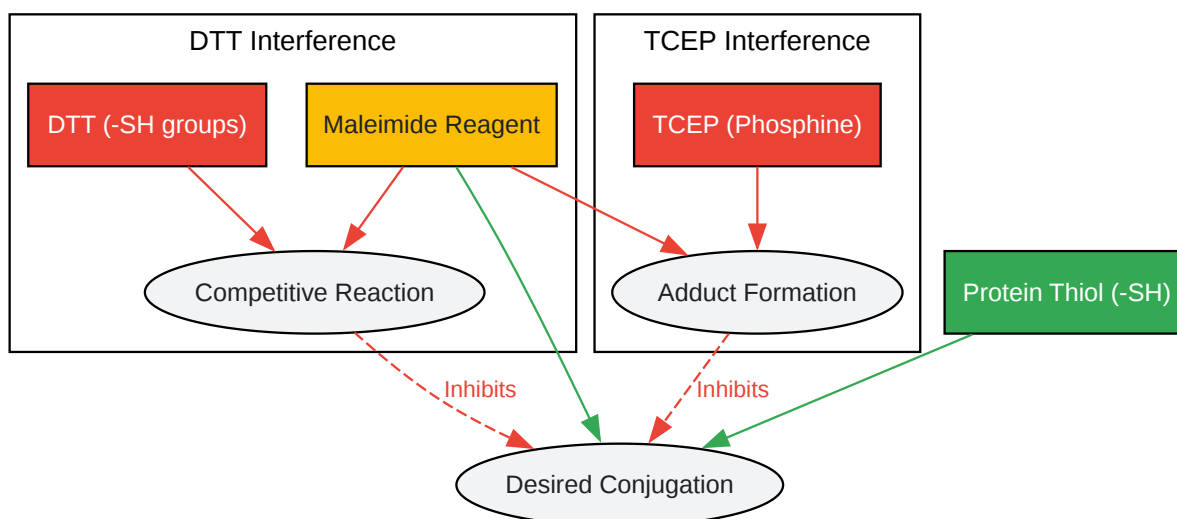 DTT Interference
TCEP Interference
DTT (-SH groups)
Maleimide Reagent
TCEP (Phosphine)
Competitive Reaction
Adduct Formation
Protein Thiol (-SH)
Inhibits
Inhibits
Desired Conjugation